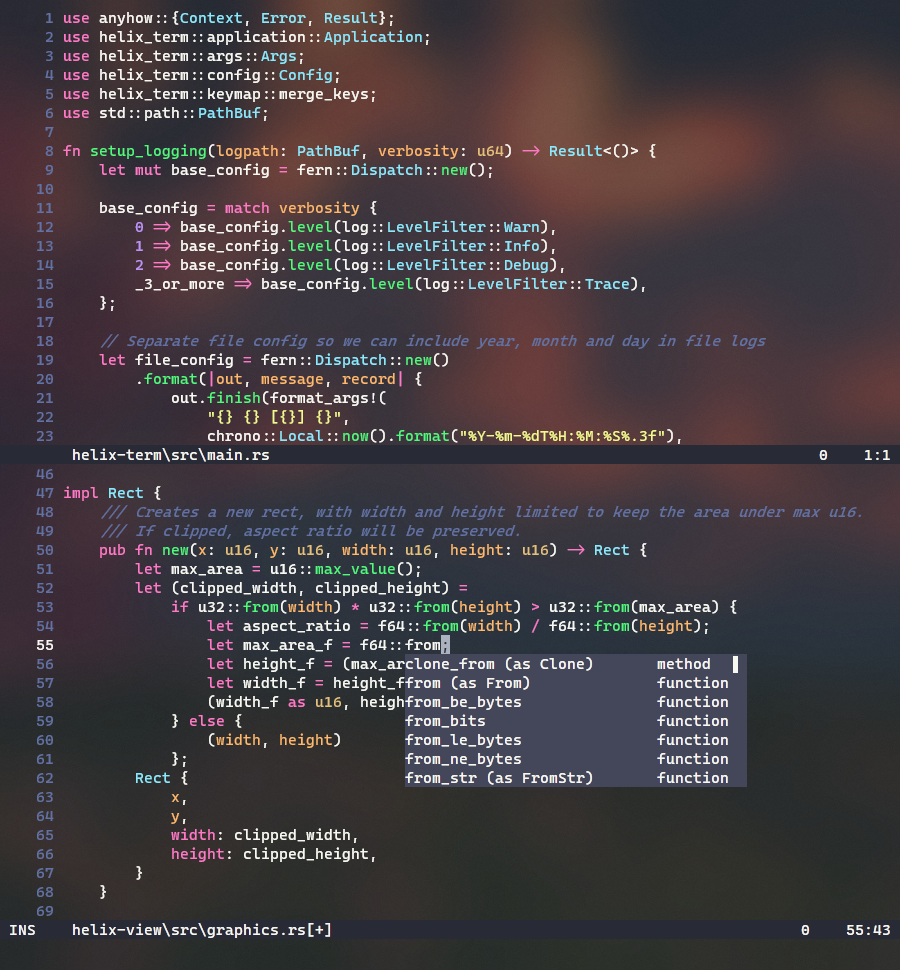 1 use anyhow::{Context, Error, Result};
2 use helix_term::application::Application;
3 use helix_term::args::Args;
4 use helix_term::config::Config;
5 use helix_term::keymap::merge_keys;
6 use std::path::PathBuf;
7
8 fn setup_logging(logpath: PathBuf, verbosity: u64) -> Result<()> {
9     let mut base_config = fern::Dispatch::new();
10
11     base_config = match verbosity {
12         0 => base_config.level(log::LevelFilter::Warn),
13         1 => base_config.level(log::LevelFilter::Info),
14         2 => base_config.level(log::LevelFilter::Debug),
15         _3_or_more => base_config.level(log::LevelFilter::Trace),
16     };
17
18     // Separate file config so we can include year, month and day in file logs
19     let file_config = fern::Dispatch::new()
20         .format(|out, message, record| {
21             out.finish(format_args!(
22                 "{} {} [{}] {}",
23                 chrono::Local::now().format("%Y-%m-%dT%H:%M:%S%.3f"),
helix-term\src\main.rs 0 1:1
46
47 impl Rect {
48     /// Creates a new rect, with width and height limited to keep the area under max u16.
49     /// If clipped, aspect ratio will be preserved.
50     pub fn new(x: u16, y: u16, width: u16, height: u16) -> Rect {
51         let max_area = u16::max_value();
52         let (clipped_width, clipped_height) =
53             if u32::from(width) * u32::from(height) > u32::from(max_area) {
54                 let aspect_ratio = f64::from(width) / f64::from(height);
55                 let max_area_f = f64::from;
56                 let height_f = (max_arclone_from (as Clone) method
57                 let width_f = height_ffrom (as From) function
58                 (width_f as u16, heighfrom_be_bytes function
59             } else { from_bits function
60                 (width, height) from_le_bytes function
61             }; from_ne_bytes function
62         Rect { from_str (as FromStr) function
63             x,
64             y,
65             width: clipped_width,
66             height: clipped_height,
67         }
68     }
69
INS helix-view\src\graphics.rs[+] 0 55:43